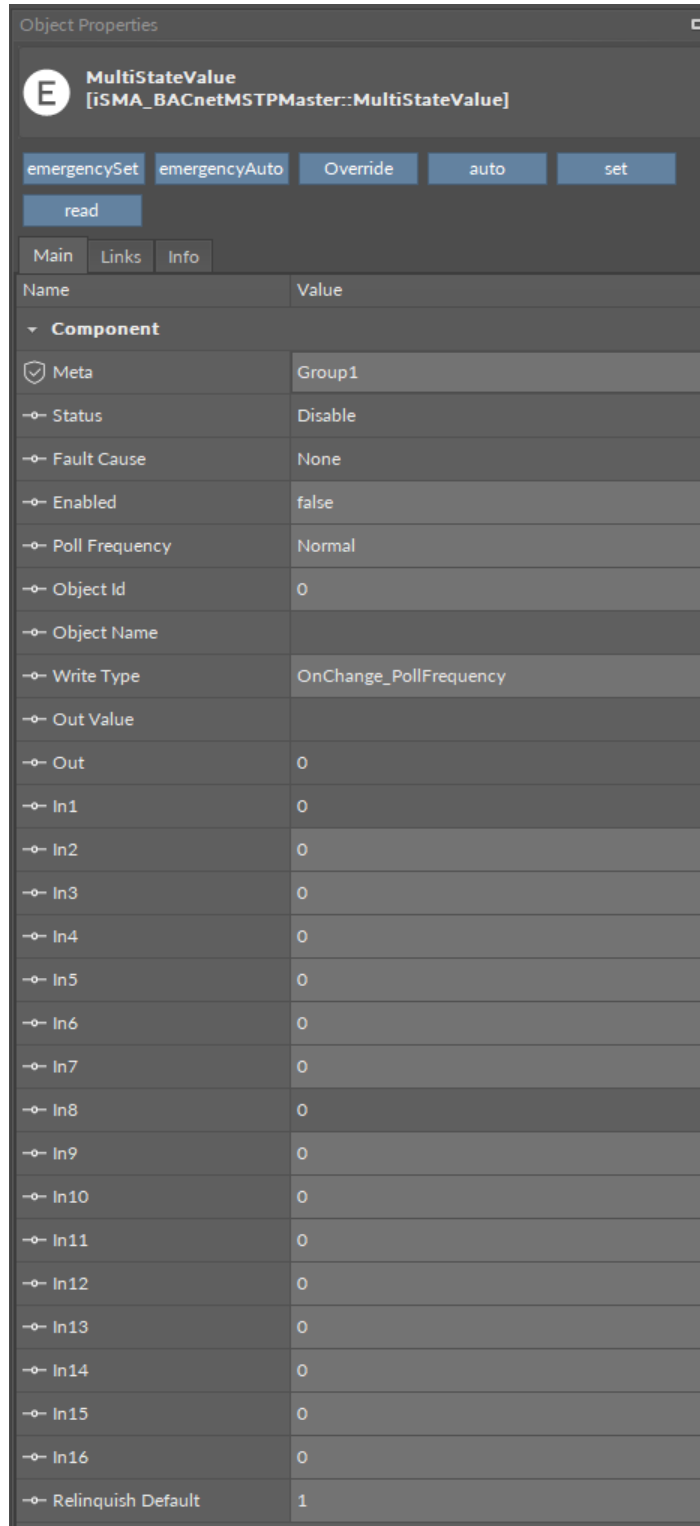 Object Properties
E
MultiStateValue
[iSMA_BACnetMSTPMaster::MultiStateValue]
emergencySet emergencyAuto Override auto set
read
Main Links Info
Name Value
Component
Meta Group1
Status Disable
Fault Cause None
Enabled false
Poll Frequency Normal
Object Id 0
Object Name
Write Type OnChange_PollFrequency
Out Value
Out 0
In1 0
In2 0
In3 0
In4 0
In5 0
In6 0
In7 0
In8 0
In9 0
In10 0
In11 0
In12 0
In13 0
In14 0
In15 0
In16 0
Relinquish Default 1